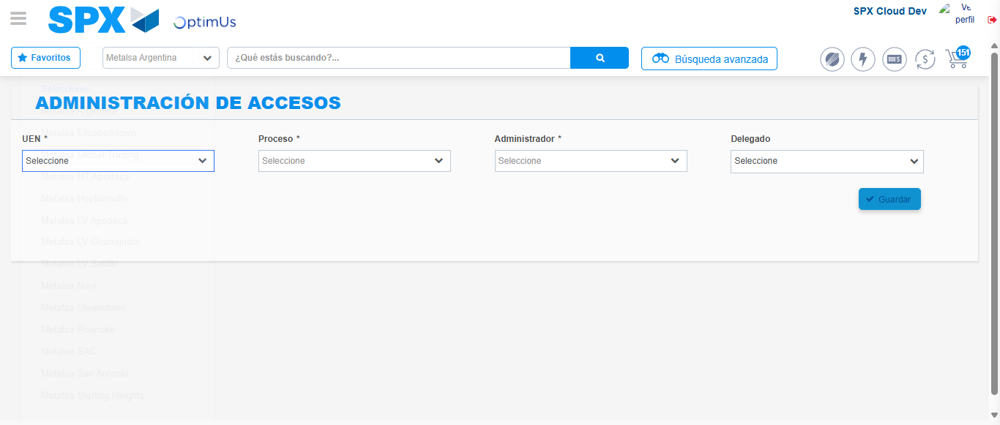 SPX
OptimUs
SPX Cloud Dev
Ve
perfil
Favoritos
Metalsa Argentina
¿Qué estás buscando?...
Búsqueda avanzada
151
Seleccione
ADMINISTRACIÓN DE ACCESOS
Metalsa Argentina
Metalsa Elizabethtown
UEN *
Proceso *
Administrador *
Delegado
Metalsa Global Trading
Seleccione
Seleccione
Seleccione
Seleccione
Metalsa HT Apodaca
Metalsa Hopkinsville
Guardar
Metalsa LV Apodaca
Metalsa LV Guanajuato
Metalsa LV Saltillo
Metalsa Novi
Metalsa Owensboro
Metalsa Roanoke
Metalsa SAC
Metalsa San Antonio
Metalsa Sterling Heights